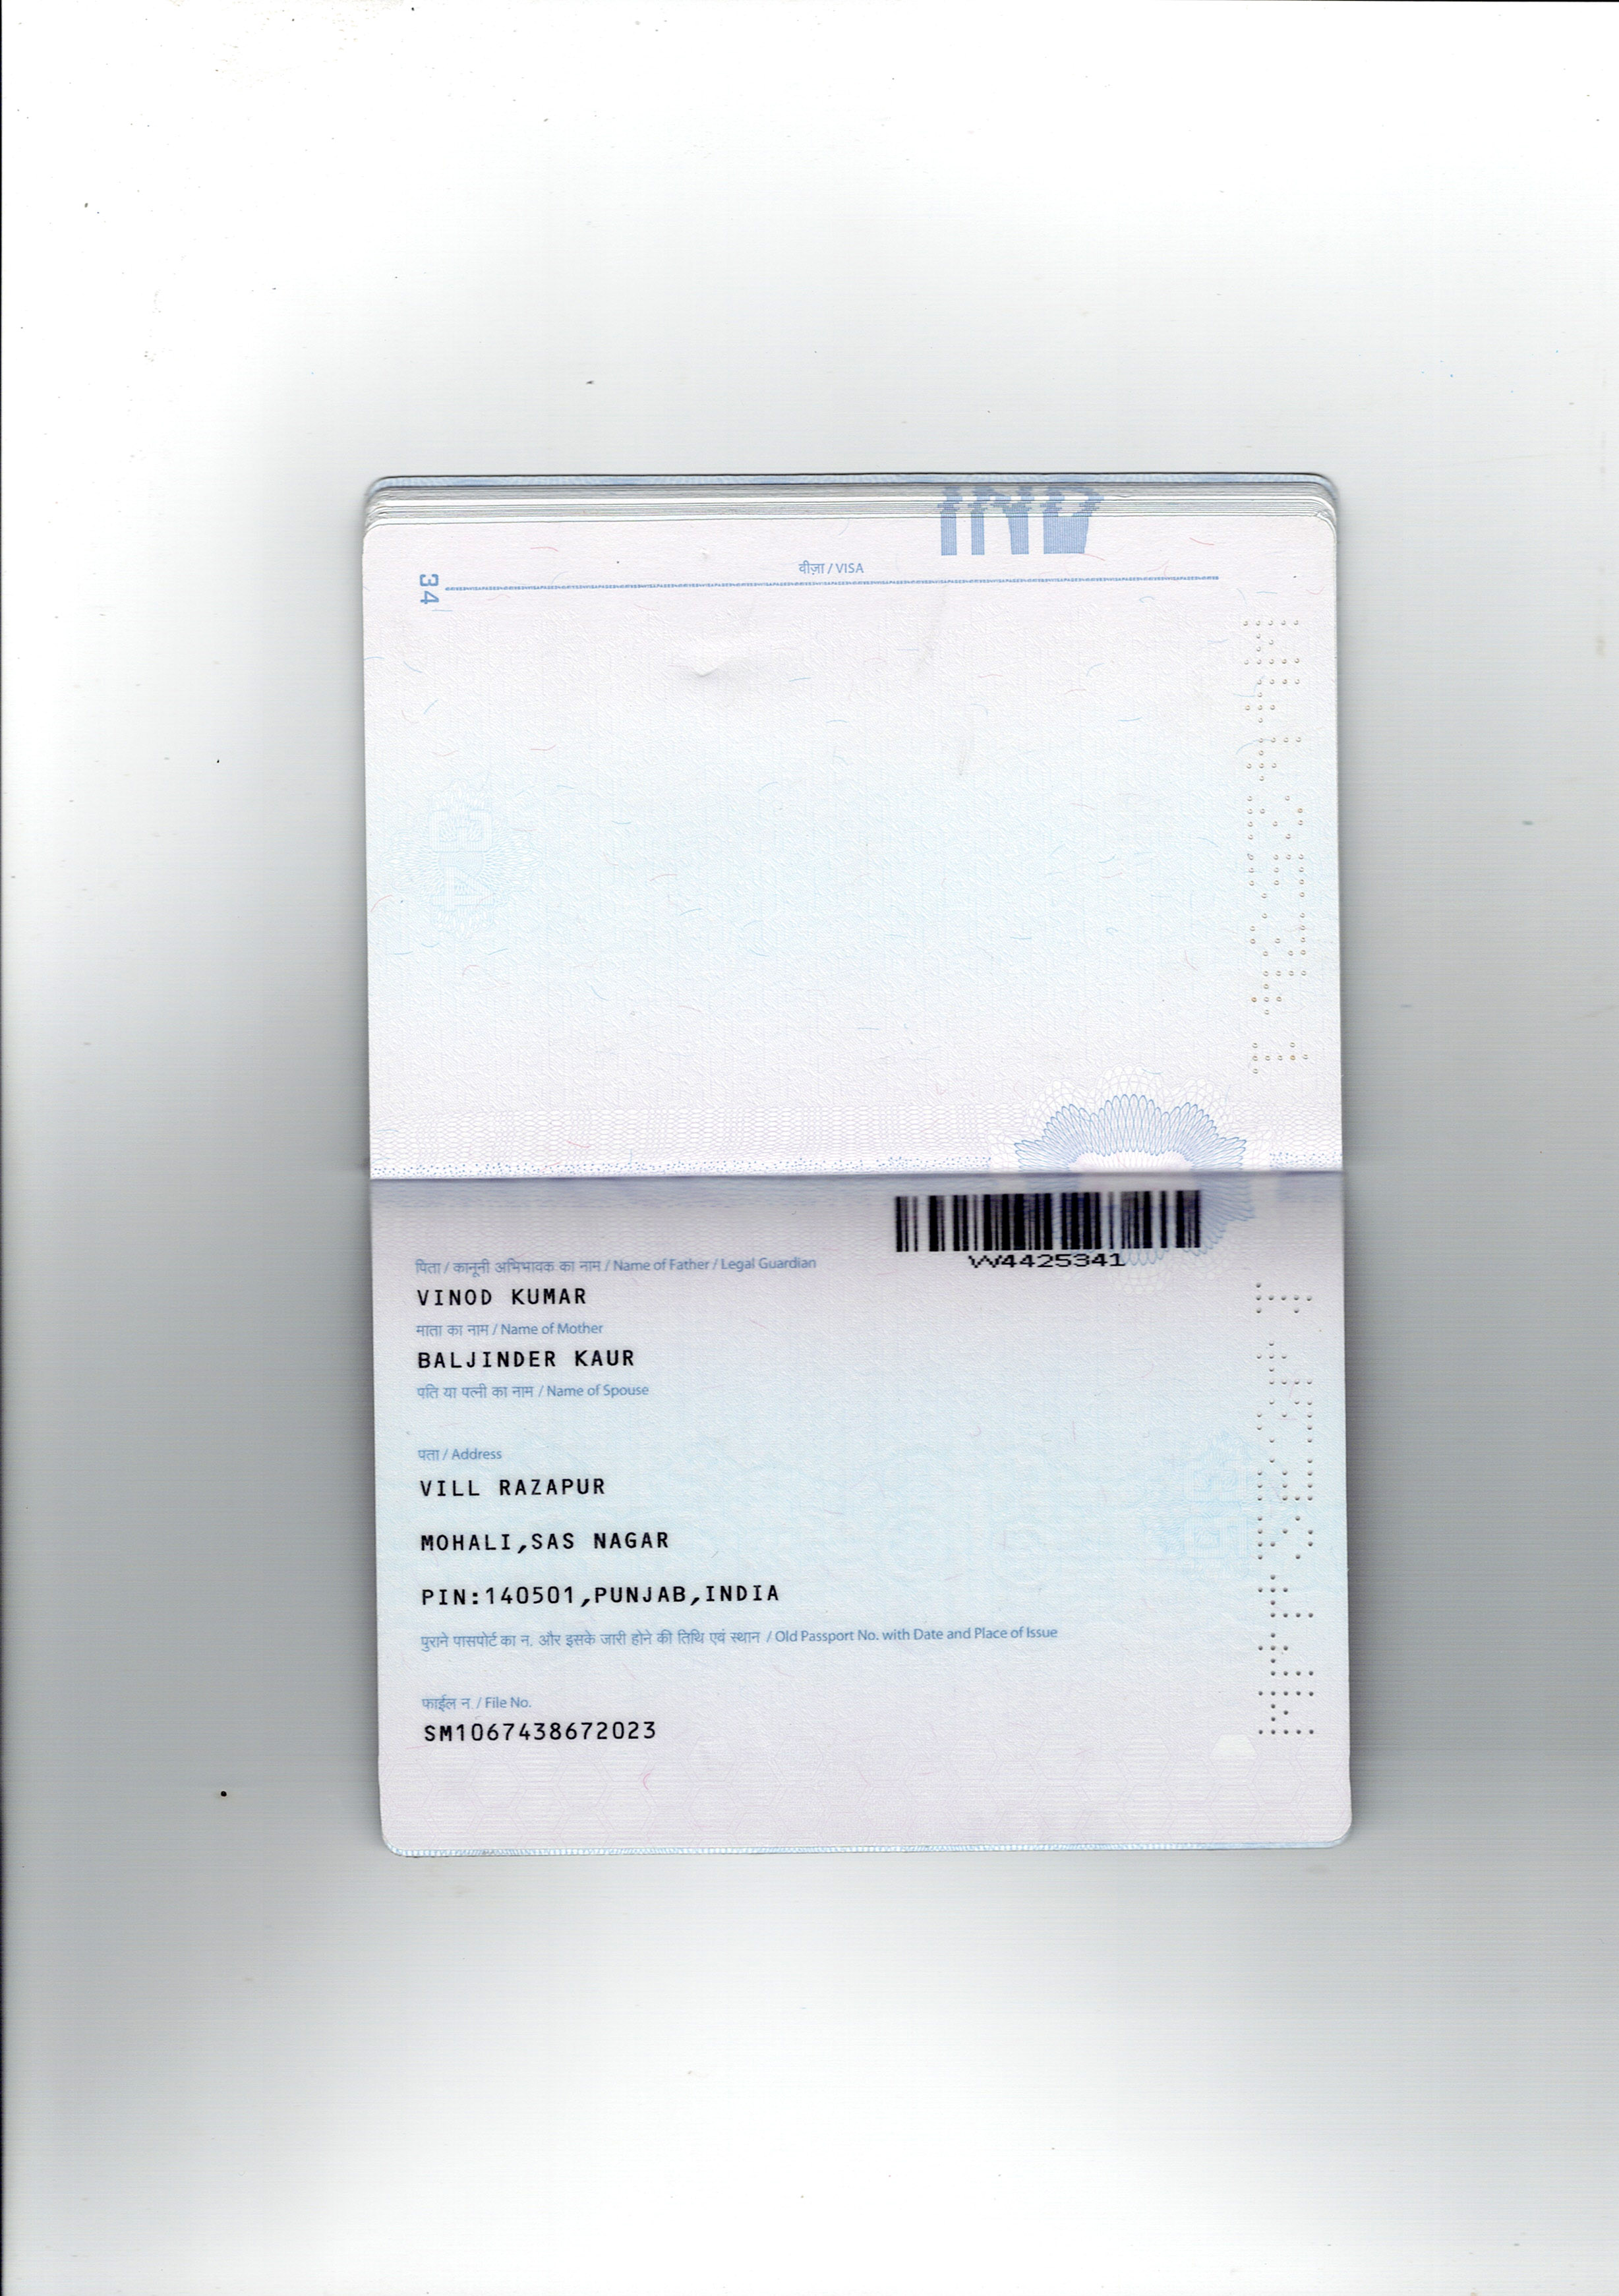 IND
34
वीज़ा / VISA
W4425341
पिता / कानूनी अभिभावक का नाम / Name of Father / Legal Guardian
VINOD KUMAR
माता का नाम / Name of Mother
BALJINDER KAUR
पति या पत्नी का नाम / Name of Spouse
पता / Address
VILL RAZAPUR
MOHALI,SAS NAGAR
PIN:140501,PUNJAB,INDIA
पुराने पासपोर्ट का न. और इसके जारी होने की तिथि एवं स्थान / Old Passport No. with Date and Place of Issue
फाईल न. / File No.
SM1067438672023